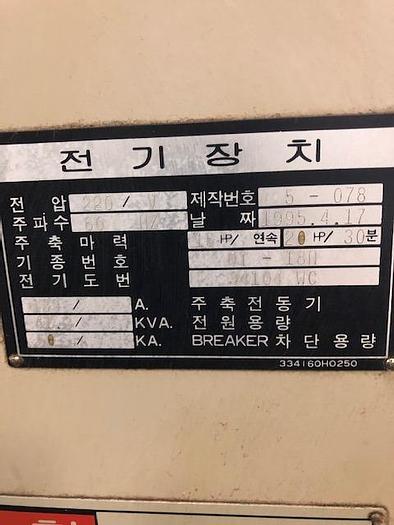 전기장치
전압 220/ V 제작번호 5-078
주파수 60 HZ 날짜 1995.4.17
주축마력 HP/ 연속 20 HP/ 30분
기종번호 18H
전기도번 94104 WC
/ A. 주축전동기
/ KVA. 전원용량
0 / KA. BREAKER 차단용량
334160H0250